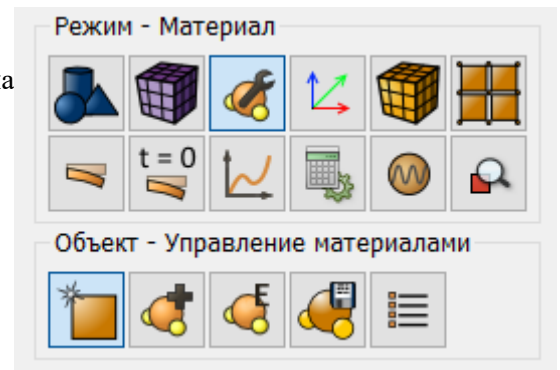 Режим - Материал
t = 0
Объект - Управление материалами
E